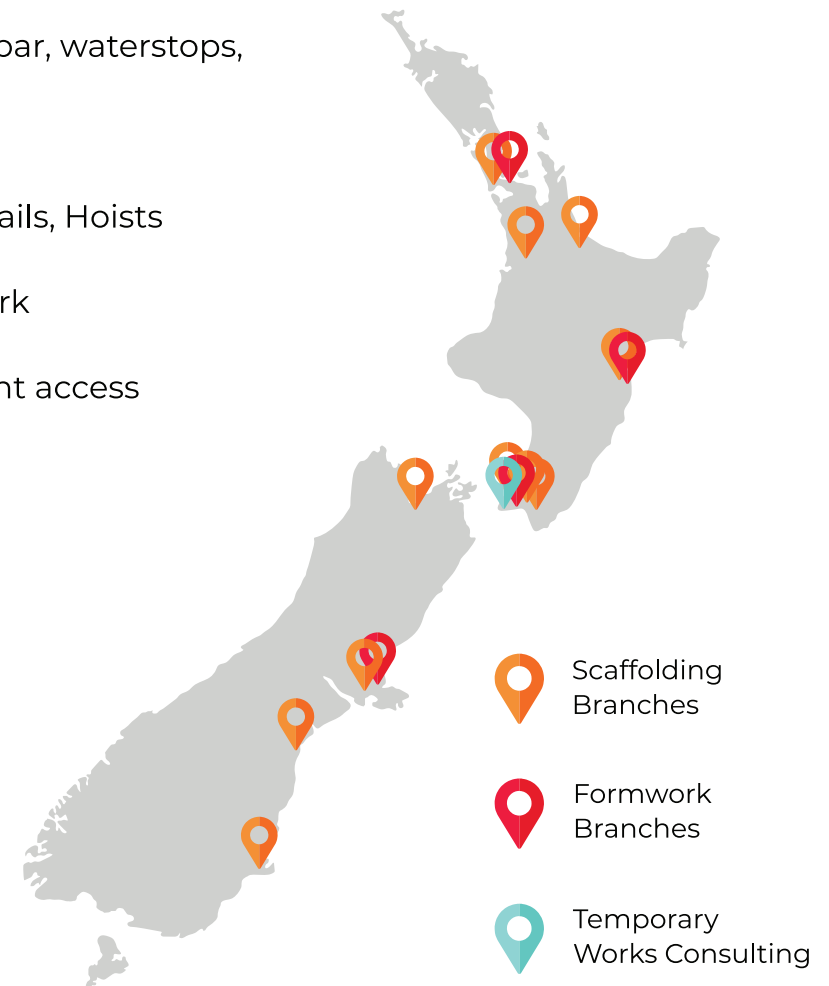 bar, waterstops,
ails, Hoists
rk
nt access
Scaffolding
Branches
Formwork
Branches
Temporary
Works Consulting